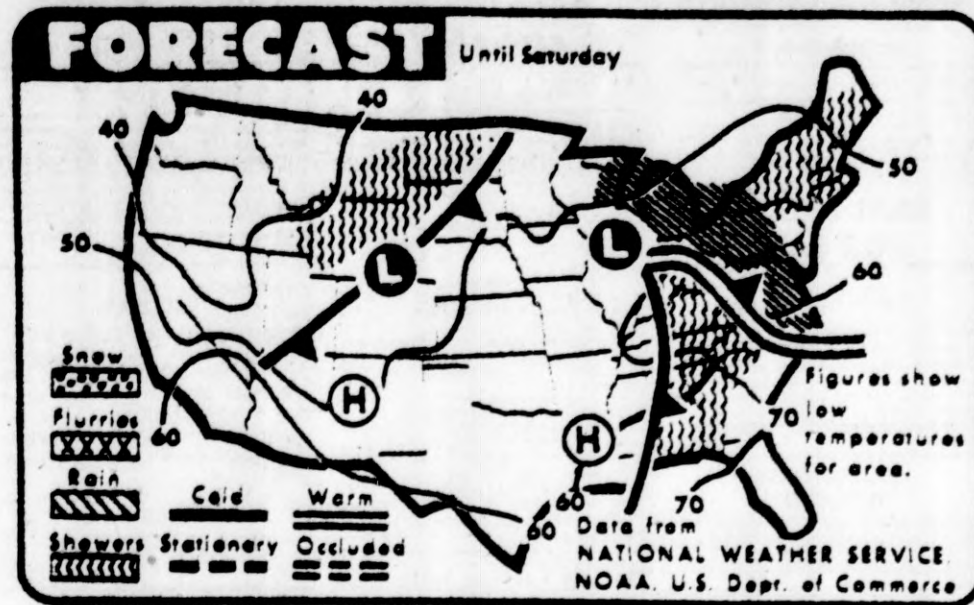 FORECAST Until Saturday
40
40
50
50
60
L
L
H
H
60
70
70
60
60
Figures show
low
temperatures
for area.
Snow
Flurries
Rain
Showers
Cold Warm
Stationary Occluded
Data from
NATIONAL WEATHER SERVICE,
NOAA, U.S. Dept. of Commerce